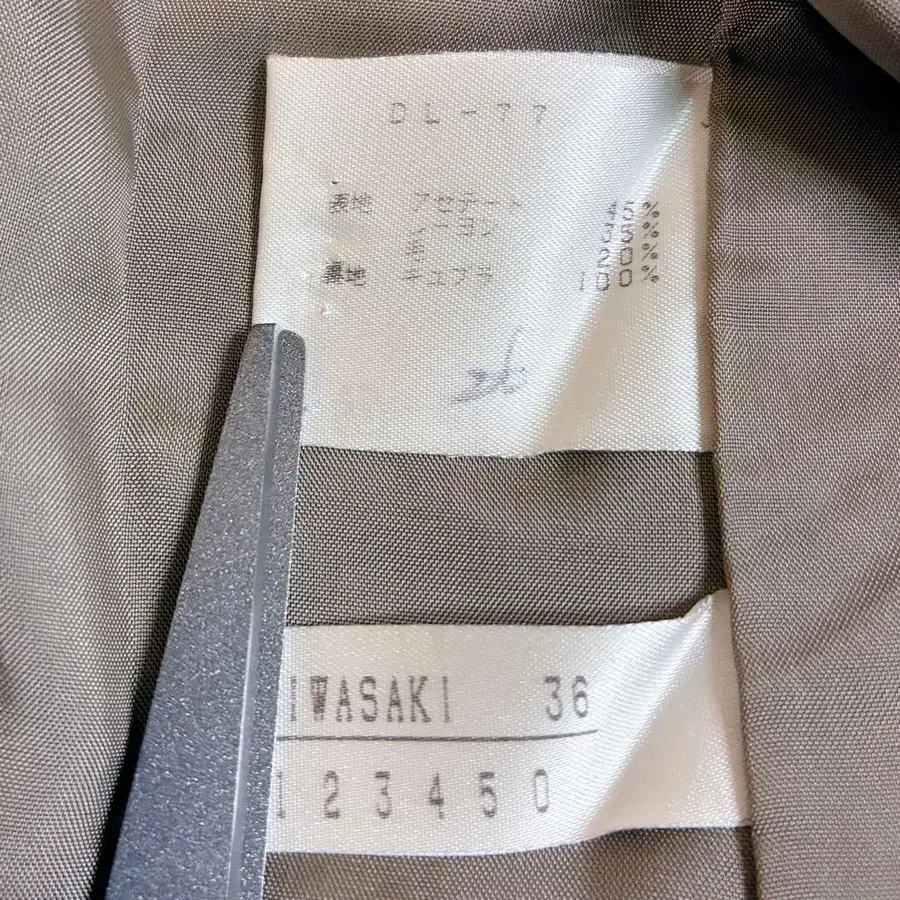 DL-77
表地 アセテート 45%
レーヨン 35%
毛 20%
裏地 キュプラ 100%
IWASAKI 36
123450